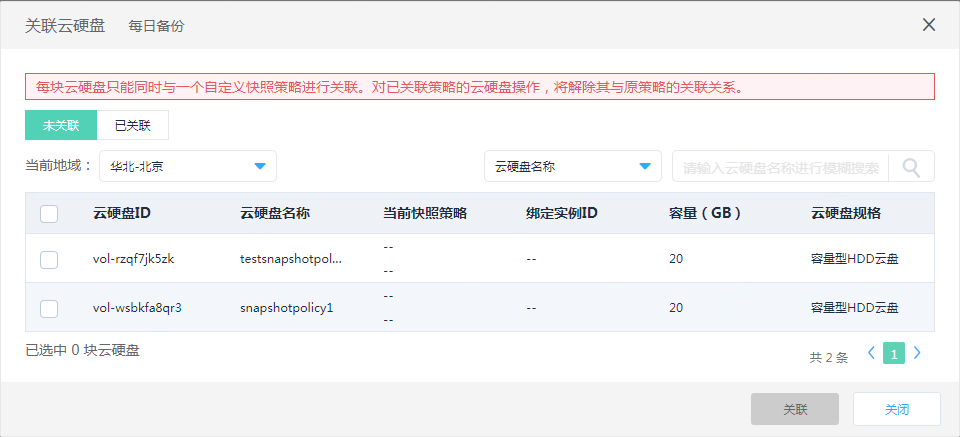 关联云硬盘 每日备份
每块云硬盘只能同时与一个自定义快照策略进行关联。对已关联策略的云硬盘操作，将解除其与原策略的关联关系。
未关联 已关联
当前地域： 华北-北京 云硬盘名称 请输入云硬盘名称进行模糊搜索
云硬盘ID 云硬盘名称 当前快照策略 绑定实例ID 容量（GB） 云硬盘规格
vol-rzqf7jk5zk testsnapshotpol... -- -- -- 20 容量型HDD云盘
vol-wsbkfa8qr3 snapshotpolicy1 -- -- 20 容量型HDD云盘
已选中 0 块云硬盘
共 2 条 1
关联 关闭